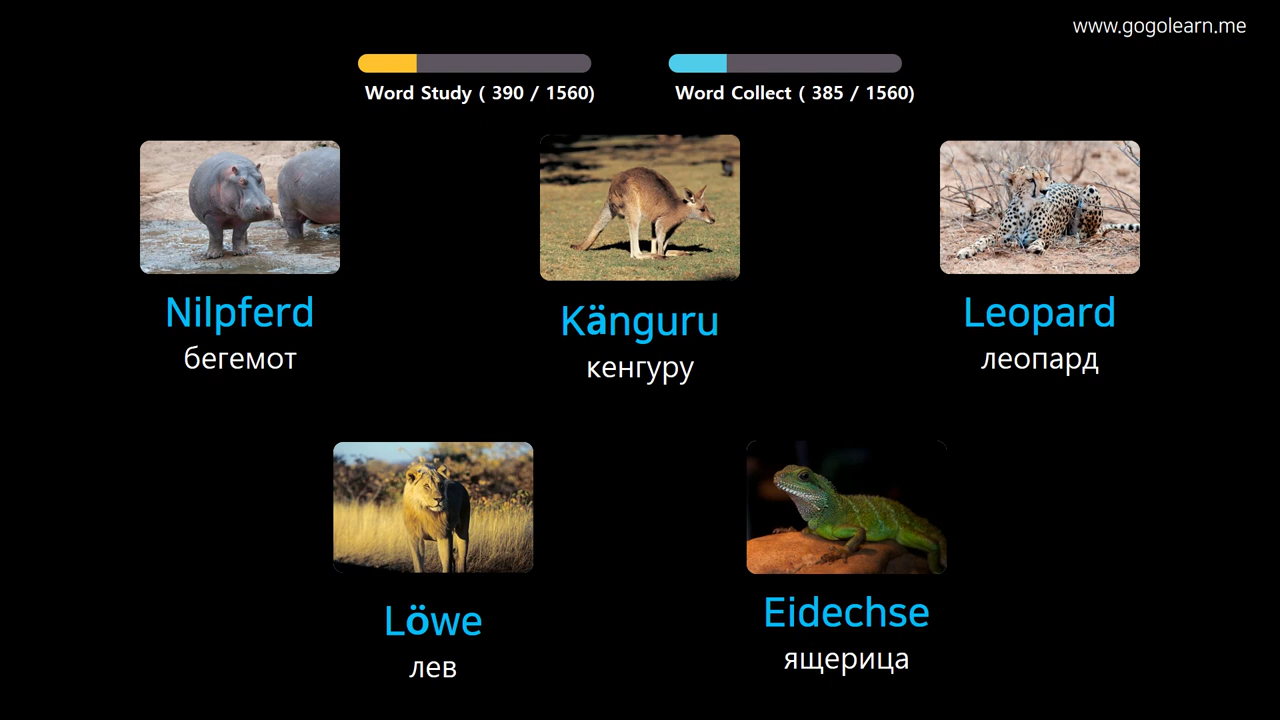 www.gogolearn.me
Word Study ( 390 / 1560)
Word Collect ( 385 / 1560)
Nilpferd
бегемот
Känguru
кенгуру
Leopard
леопард
Löwe
лев
Eidechse
ящерица